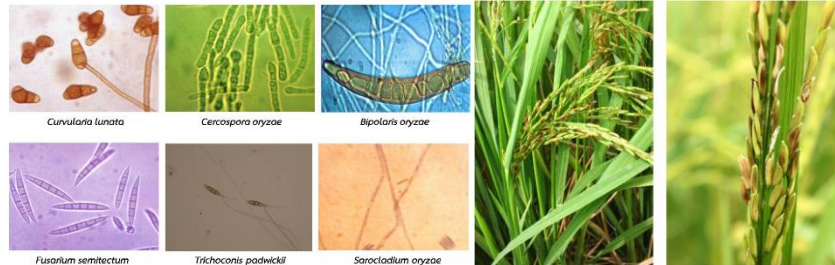 Curvularia lunata
Cercospora oryzae
Bipolaris oryzae
Fusarium semitectum
Trichoconis padwickii
Sarocladium oryzae